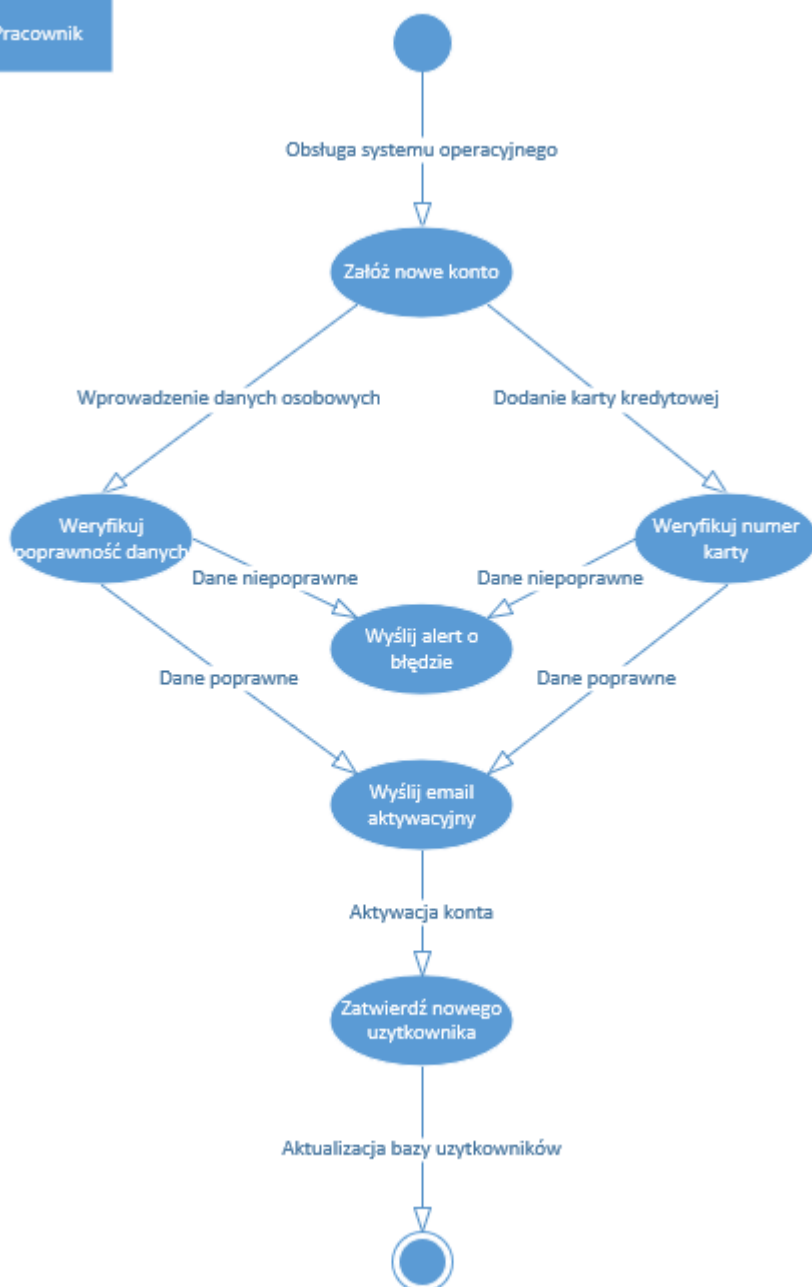 Pracownik
Obsługa systemu operacyjnego
Załóż nowe konto
Wprowadzenie danych osobowych
Dodanie karty kredytowej
Weryfikuj
poprawność danych
Weryfikuj numer
karty
Dane niepoprawne
Dane niepoprawne
Wyślij alert o
błędzie
Dane poprawne
Dane poprawne
Wyślij email
aktywacyjny
Aktywacja konta
Zatwierdź nowego
uzytkownika
Aktualizacja bazy uzytkowników